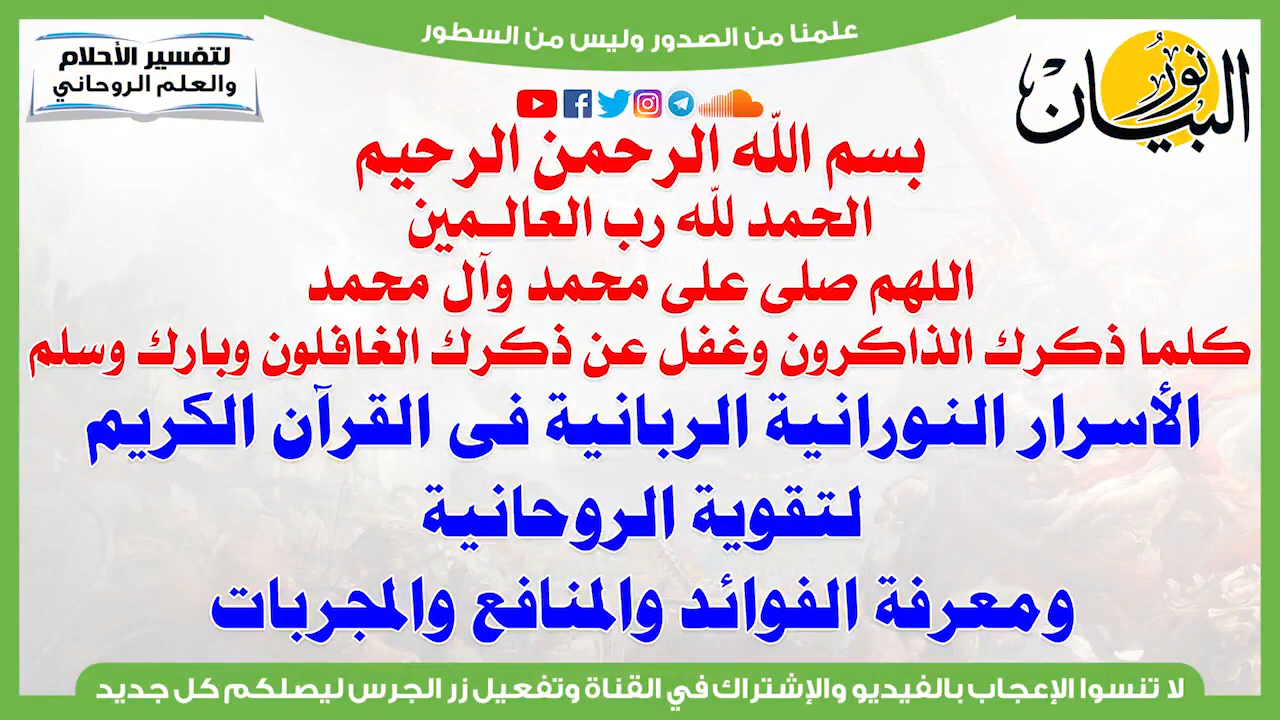 علمنا من الصدور وليس من السطور
لتفسير الأحلام
والعلم الروحاني
نور
البيان
بسم الله الرحمن الرحيم
الحمد لله رب العالـمين
اللهم صلى على محمد وآل محمد
كلما ذكرك الذاكرون وغفل عن ذكرك الغافلون وبارك وسلم
الأسرار النورانية الربانية فى القرآن الكريم
لتقوية الروحانية
ومعرفة الفوائد والمنافع والمجربات
لا تنسوا الإعجاب بالفيديو والإشتراك في القناة وتفعيل زر الجرس ليصلكم كل جديد